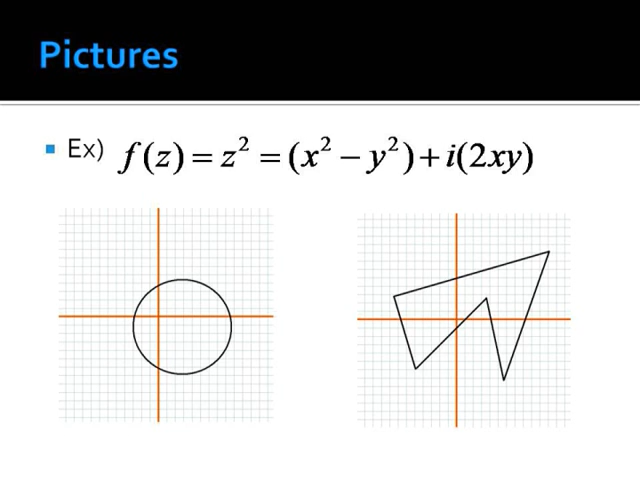 Pictures
Ex) f(z) = z² = (x² − y²) + i(2xy)